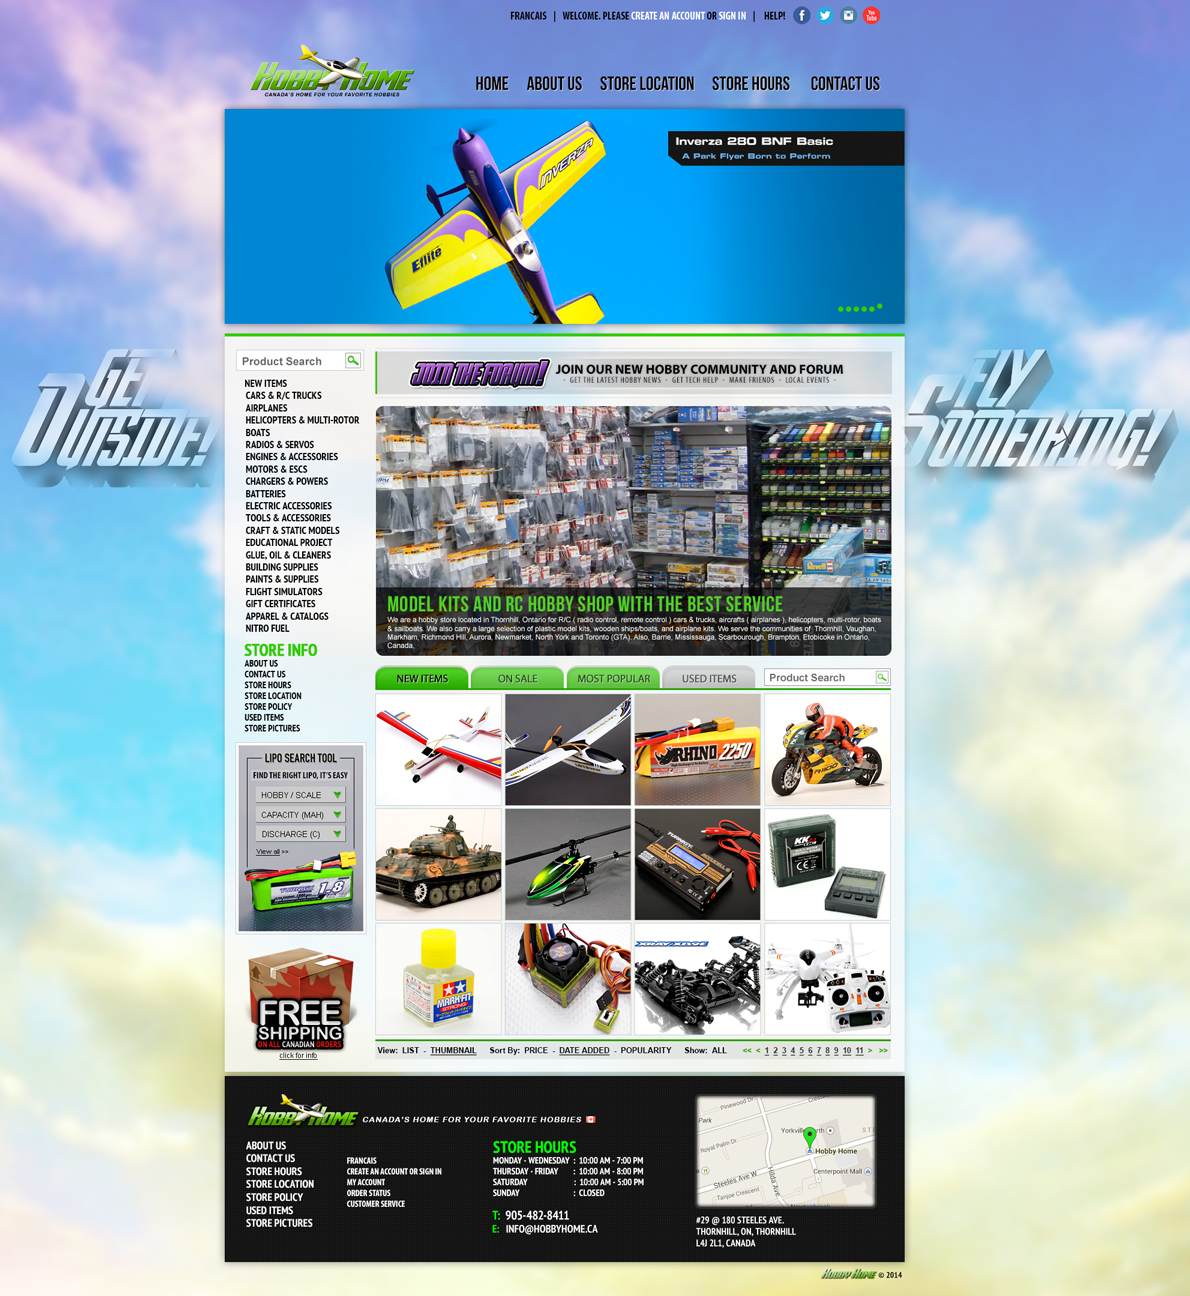 FRANCAIS | WELCOME. PLEASE CREATE AN ACCOUNT OR SIGN IN | HELP!
You
Tube
HOBBY HOME
CANADA'S HOME FOR YOUR FAVORITE HOBBIES
HOME ABOUT US STORE LOCATION STORE HOURS CONTACT US
Inverza 280 BNF Basic
A Park Flyer Born to Perform
INVERZA
Eflite
GET
OUTSIDE!
FLY
SOMETHING!
Product Search
NEW ITEMS
CARS & R/C TRUCKS
AIRPLANES
HELICOPTERS & MULTI-ROTOR
BOATS
RADIOS & SERVOS
ENGINES & ACCESSORIES
MOTORS & ESCS
CHARGERS & POWERS
BATTERIES
ELECTRIC ACCESSORIES
TOOLS & ACCESSORIES
CRAFT & STATIC MODELS
EDUCATIONAL PROJECT
GLUE, OIL & CLEANERS
BUILDING SUPPLIES
PAINTS & SUPPLIES
FLIGHT SIMULATORS
GIFT CERTIFICATES
APPAREL & CATALOGS
NITRO FUEL
STORE INFO
ABOUT US
CONTACT US
STORE HOURS
STORE LOCATION
STORE POLICY
USED ITEMS
STORE PICTURES
LIPO SEARCH TOOL
FIND THE RIGHT LIPO, IT'S EASY
HOBBY / SCALE
CAPACITY (MAH)
DISCHARGE (C)
View all >>
1.8
FREE
SHIPPING
ON ALL CANADIAN ORDERS
click for info
JOIN THE FORUM!
JOIN OUR NEW HOBBY COMMUNITY AND FORUM
- GET THE LATEST HOBBY NEWS - GET TECH HELP - MAKE FRIENDS - LOCAL EVENTS -
Revell
MODEL KITS AND RC HOBBY SHOP WITH THE BEST SERVICE
We are a hobby store located in Thornhill, Ontario for R/C ( radio control, remote control ) cars & trucks, aircrafts ( airplanes ), helicopters, multi-rotor, boats
& sailboats. We also carry a large selection of plastic model kits, wooden ships/boats, and airplane kits. We serve the communities of: Thornhill, Vaughan,
Markham, Richmond Hill, Aurora, Newmarket, North York and Toronto (GTA). Also, Barrie, Mississauga, Scarbourough, Brampton, Etobicoke in Ontario,
Canada.
NEW ITEMS ON SALE MOST POPULAR USED ITEMS Product Search
RHINO 2250
KK
CE
TAMIYA
MARK FIT
STRONG
XRAY
View: LIST - THUMBNAIL Sort By: PRICE - DATE ADDED - POPULARITY Show: ALL << < 1 2 3 4 5 6 7 8 9 10 11 > >>
HOBBY HOME CANADA'S HOME FOR YOUR FAVORITE HOBBIES
ABOUT US
CONTACT US
STORE HOURS
STORE LOCATION
STORE POLICY
USED ITEMS
STORE PICTURES
FRANCAIS
CREATE AN ACCOUNT OR SIGN IN
MY ACCOUNT
ORDER STATUS
CUSTOMER SERVICE
STORE HOURS
MONDAY - WEDNESDAY : 10:00 AM - 7:00 PM
THURSDAY - FRIDAY : 10:00 AM - 8:00 PM
SATURDAY : 10:00 AM - 5:00 PM
SUNDAY : CLOSED
T: 905-482-8411
E: INFO@HOBBYHOME.CA
Pinewood Dr
Park
Royal Palm Dr
Hobby Home
Centerpoint Mall
Hilda Ave
Steeles Ave W
Tanjoe Crescent
#29 @ 180 STEELES AVE.
THORNHILL, ON, THORNHILL
L4J 2L1, CANADA
HOBBY HOME © 2014